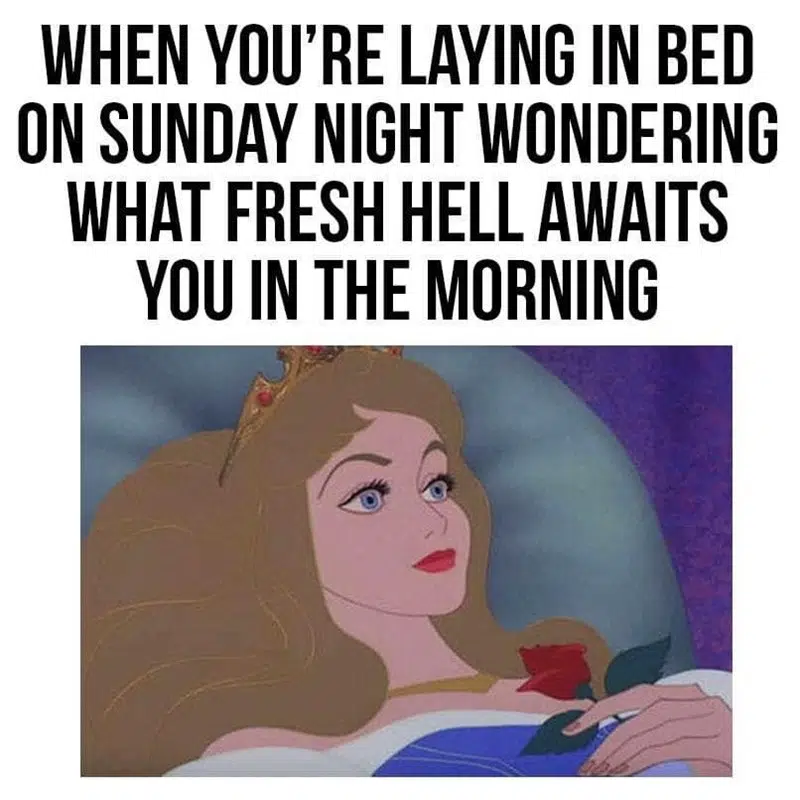 WHEN YOU'RE LAYING IN BED
ON SUNDAY NIGHT WONDERING
WHAT FRESH HELL AWAITS
YOU IN THE MORNING